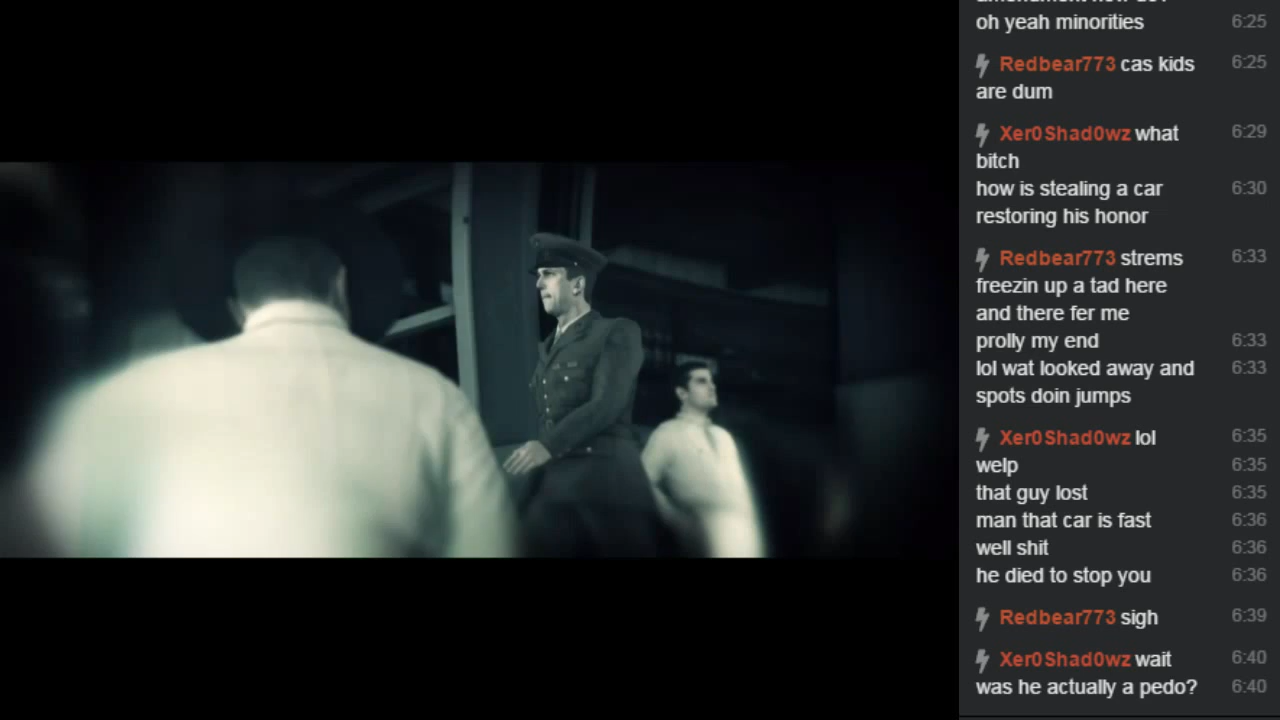 oh yeah minorities 6:25
Redbear773 cas kids 6:25
are dum
Xer0Shad0wz what 6:29
bitch
how is stealing a car 6:30
restoring his honor
Redbear773 strems 6:33
freezin up a tad here
and there fer me
prolly my end 6:33
lol wat looked away and 6:33
spots doin jumps
Xer0Shad0wz lol 6:35
welp 6:35
that guy lost 6:35
man that car is fast 6:36
well shit 6:36
he died to stop you 6:36
Redbear773 sigh 6:39
Xer0Shad0wz wait 6:40
was he actually a pedo? 6:40